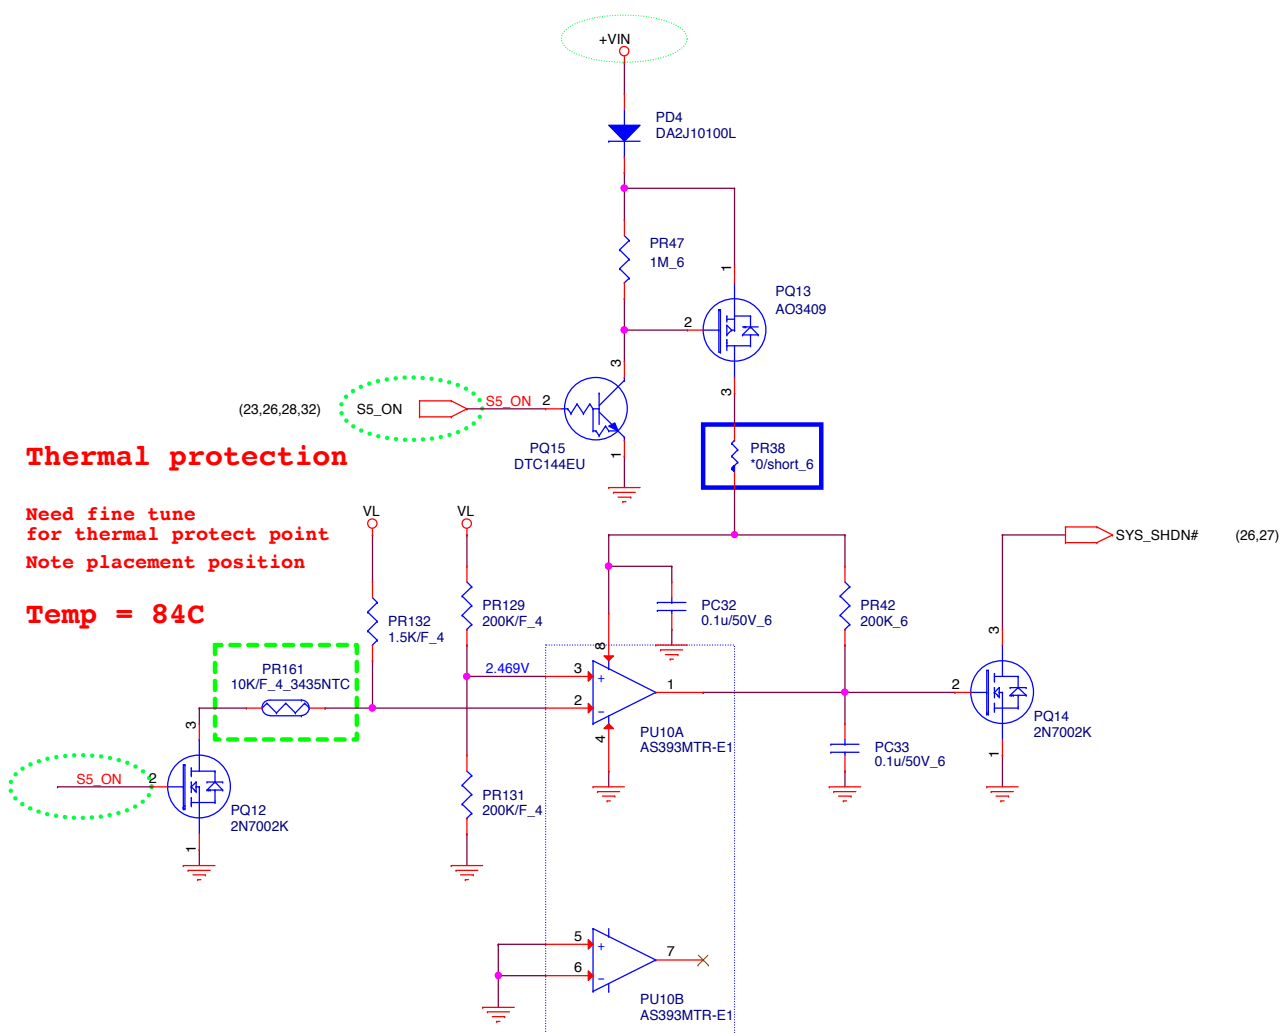 +VIN
PD4
DA2J10100L
PR47
1M_6
1
PQ13
AO3409
2
3
3
(23,26,28,32)
S5_ON
S5_ON
2
PQ15
DTC144EU
1
PR38
*0/short_6
Thermal protection
Need fine tune
for thermal protect point
Note placement position
Temp = 84C
VL
VL
SYS_SHDN#
(26,27)
PR132
1.5K/F_4
PR129
200K/F_4
PC32
0.1u/50V_6
PR42
200K_6
8
3
PR161
10K/F_4_3435NTC
2.469V
3
+
1
2
-
2
PQ14
2N7002K
3
4
PU10A
AS393MTR-E1
PC33
0.1u/50V_6
1
S5_ON
2
PQ12
2N7002K
PR131
200K/F_4
1
5
+
7
6
-
PU10B
AS393MTR-E1